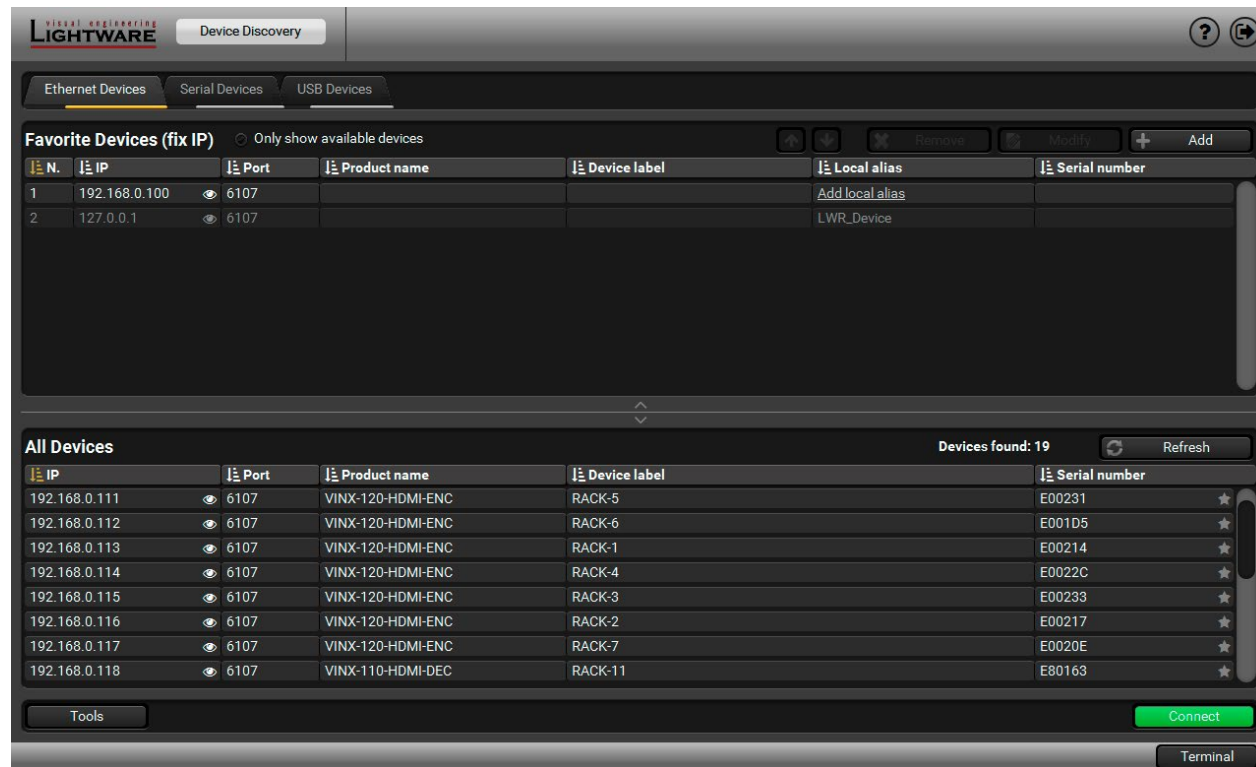 visual engineering
LIGHTWARE
Device Discovery
?
Ethernet Devices Serial Devices USB Devices
Favorite Devices (fix IP) Only show available devices Remove Modify Add
N. IP Port Product name Device label Local alias Serial number
1 192.168.0.100 6107 Add local alias
2 127.0.0.1 6107 LWR_Device
All Devices Devices found: 19 Refresh
IP Port Product name Device label Serial number
192.168.0.111 6107 VINX-120-HDMI-ENC RACK-5 E00231
192.168.0.112 6107 VINX-120-HDMI-ENC RACK-6 E001D5
192.168.0.113 6107 VINX-120-HDMI-ENC RACK-1 E00214
192.168.0.114 6107 VINX-120-HDMI-ENC RACK-4 E0022C
192.168.0.115 6107 VINX-120-HDMI-ENC RACK-3 E00233
192.168.0.116 6107 VINX-120-HDMI-ENC RACK-2 E00217
192.168.0.117 6107 VINX-120-HDMI-ENC RACK-7 E0020E
192.168.0.118 6107 VINX-110-HDMI-DEC RACK-11 E80163
Tools Connect
Terminal